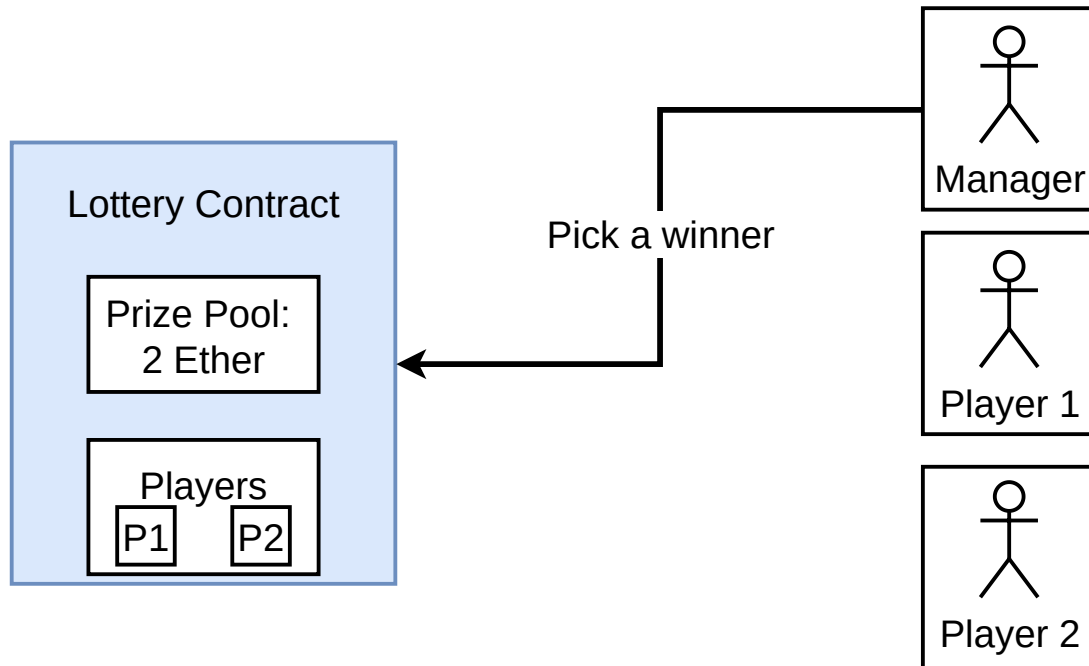 Lottery Contract
Prize Pool:
2 Ether
Players
P1 P2
Pick a winner
Manager
Player 1
Player 2